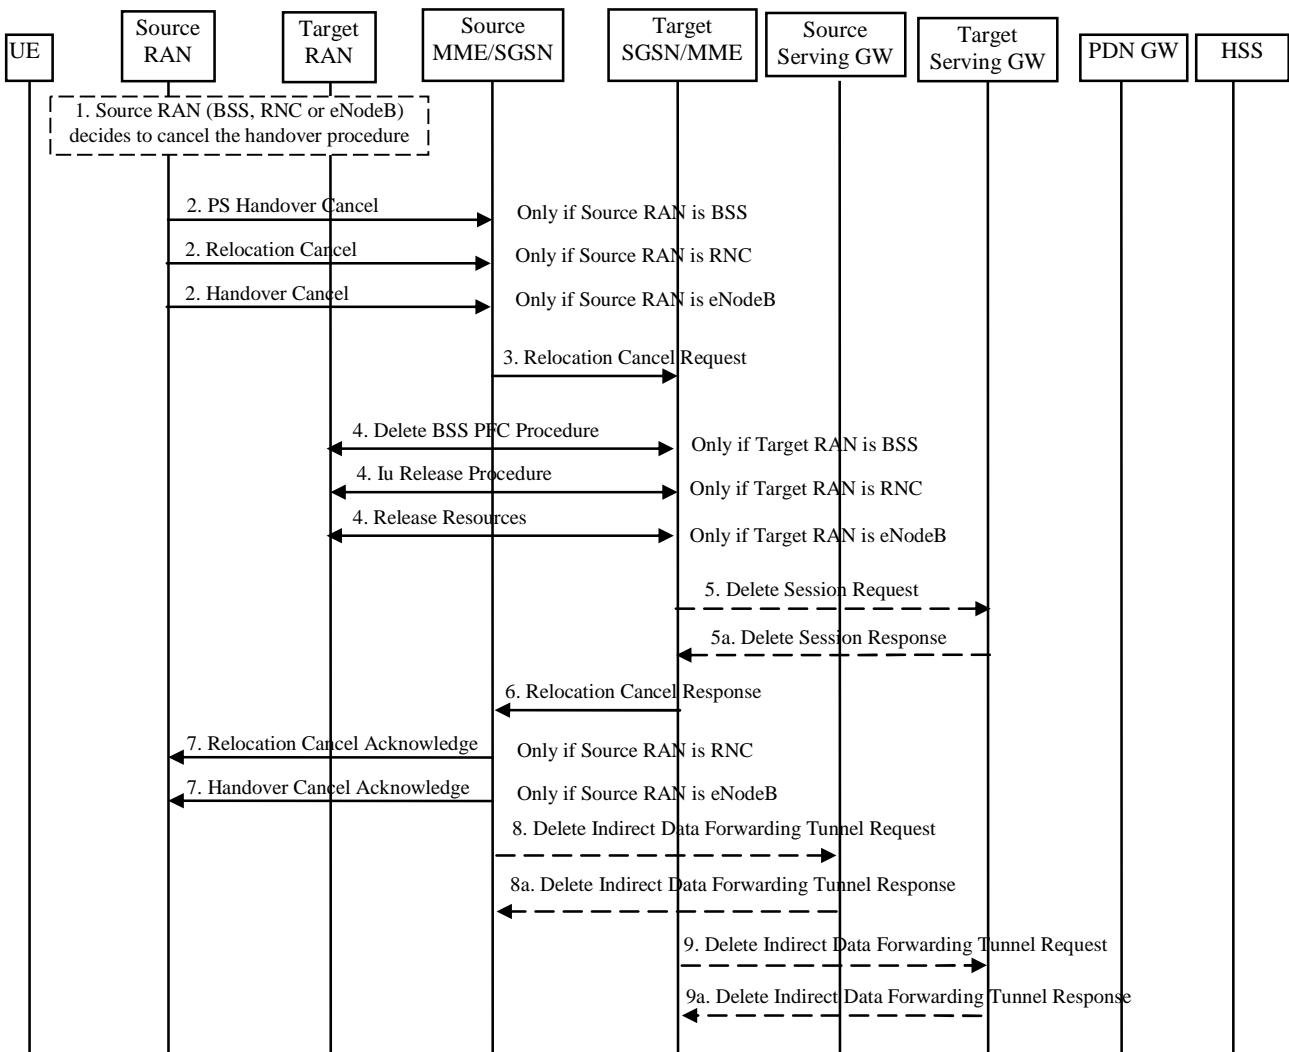 UE
Source
RAN
Target
RAN
Source
MME/SGSN
Target
SGSN/MME
Source
Serving GW
Target
Serving GW
PDN GW
HSS
1. Source RAN (BSS, RNC or eNodeB)
decides to cancel the handover procedure
2. PS Handover Cancel
Only if Source RAN is BSS
2. Relocation Cancel
Only if Source RAN is RNC
2. Handover Cancel
Only if Source RAN is eNodeB
3. Relocation Cancel Request
4. Delete BSS PFC Procedure
Only if Target RAN is BSS
4. Iu Release Procedure
Only if Target RAN is RNC
4. Release Resources
Only if Target RAN is eNodeB
5. Delete Session Request
5a. Delete Session Response
6. Relocation Cancel Response
7. Relocation Cancel Acknowledge
Only if Source RAN is RNC
7. Handover Cancel Acknowledge
Only if Source RAN is eNodeB
8. Delete Indirect Data Forwarding Tunnel Request
8a. Delete Indirect Data Forwarding Tunnel Response
9. Delete Indirect Data Forwarding Tunnel Request
9a. Delete Indirect Data Forwarding Tunnel Response